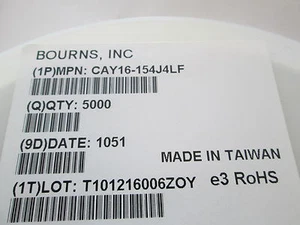 BOURNS, INC
(1P)MPN: CAY16-154J4LF
(Q)QTY: 5000
(9D)DATE: 1051
MADE IN TAIWAN
(1T)LOT: T101216006ZOY e3 RoHS